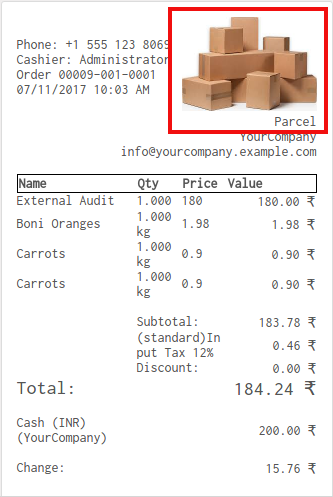 Phone: +1 555 123 8069
Cashier: Administrator
Order 00009-001-0001
07/11/2017 10:03 AM
Parcel
YourCompany
info@yourcompany.example.com
Name Qty Price Value
External Audit 1.000 180 180.00 ₹
Boni Oranges 1.000 kg 1.98 1.98 ₹
Carrots 1.000 kg 0.9 0.90 ₹
Carrots 1.000 kg 0.9 0.90 ₹
Subtotal: 183.78 ₹
(standard)In
put Tax 12% 0.46 ₹
Discount: 0.00 ₹
Total: 184.24 ₹
Cash (INR)
(YourCompany) 200.00 ₹
Change: 15.76 ₹